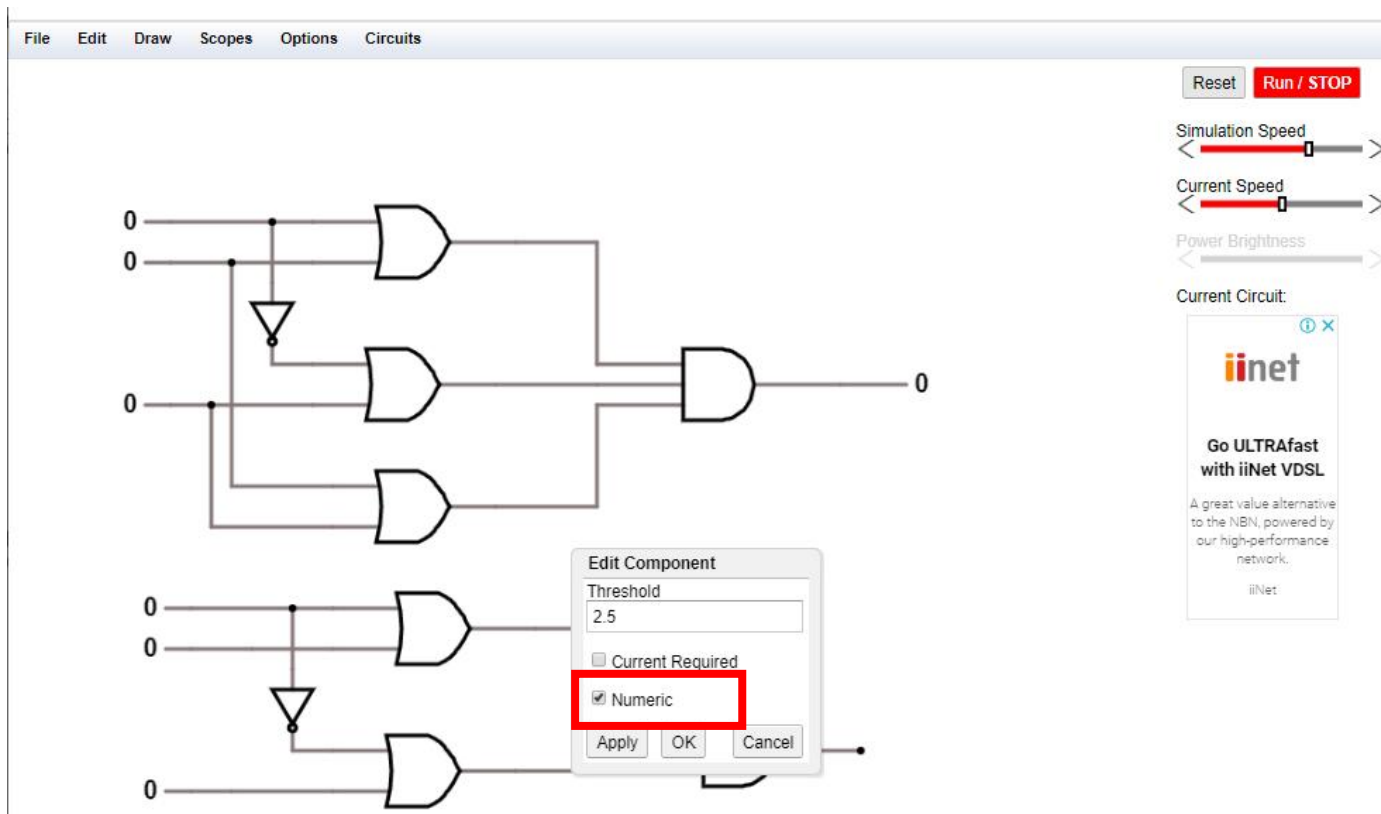 File Edit Draw Scopes Options Circuits
Reset Run / STOP
Simulation Speed
Current Speed
Power Brightness
Current Circuit:
iinet
Go ULTRAfast
with iiNet VDSL
A great value alternative
to the NBN, powered by
our high-performance
network.
iiNet
0
0
0
0
Edit Component
Threshold
2.5
Current Required
Numeric
Apply OK Cancel
0
0
0